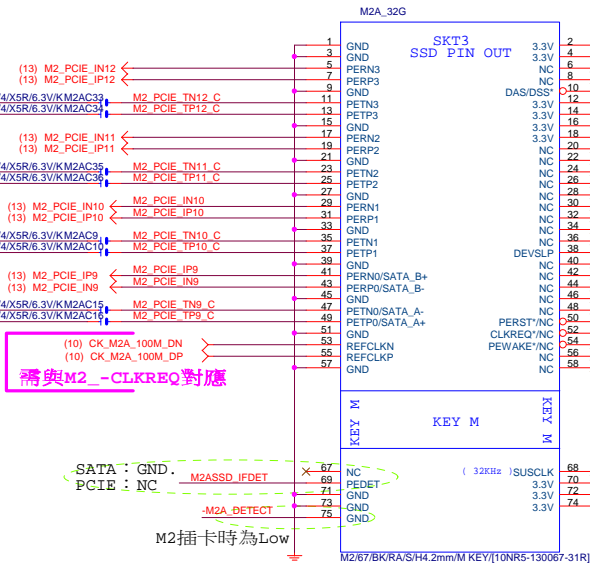 M2A_32G
SKT3
SSD PIN OUT
1 GND 3.3V 2
3 GND 3.3V 4
(13) M2_PCIE_IN12 5 PERN3 NC 6
(13) M2_PCIE_IP12 7 PERP3 NC 8
9 GND DAS/DSS* 10
4/X5R/6.3V/KM2AC33 M2_PCIE_TN12_C 11 PETN3 3.3V 12
4/X5R/6.3V/KM2AC34 M2_PCIE_TP12_C 13 PETP3 3.3V 14
15 GND 3.3V 16
(13) M2_PCIE_IN11 17 PERN2 3.3V 18
(13) M2_PCIE_IP11 19 PERP2 NC 20
21 GND NC 22
4/X5R/6.3V/KM2AC35 M2_PCIE_TN11_C 23 PETN2 NC 24
4/X5R/6.3V/KM2AC36 M2_PCIE_TP11_C 25 PETP2 NC 26
27 GND NC 28
(13) M2_PCIE_IN10 M2_PCIE_IN10 29 PERN1 NC 30
(13) M2_PCIE_IP10 M2_PCIE_IP10 31 PERP1 NC 32
33 GND NC 34
4/X5R/6.3V/KM2AC9 M2_PCIE_TN10_C 35 PETN1 NC 36
4/X5R/6.3V/KM2AC10 M2_PCIE_TP10_C 37 PETP1 DEVSLP 38
39 GND NC 40
(13) M2_PCIE_IP9 M2_PCIE_IP9 41 PERN0/SATA_B+ NC 42
(13) M2_PCIE_IN9 M2_PCIE_IN9 43 PERP0/SATA_B- NC 44
45 GND NC 46
4/X5R/6.3V/KM2AC15 M2_PCIE_TN9_C 47 PETN0/SATA_A- NC 48
4/X5R/6.3V/KM2AC16 M2_PCIE_TP9_C 49 PETP0/SATA_A+ PERST*/NC 50
51 GND CLKREQ*/NC 52
(10) CK_M2A_100M_DN 53 REFCLKN PEWAKE*/NC 54
(10) CK_M2A_100M_DP 55 REFCLKP NC 56
57 GND NC 58
需與M2_-CLKREQ對應
KEY M KEY M KEY M
SATA：GND.
PCIE：NC
67 NC ( 32KHz )SUSCLK 68
M2ASSD_IFDET 69 PEDET 3.3V 70
71 GND 3.3V 72
73 GND 3.3V 74
-M2A_DETECT 75 GND
M2插卡時為Low
M2/67/BK/RA/S/H4.2mm/M KEY/[10NR5-130067-31R]